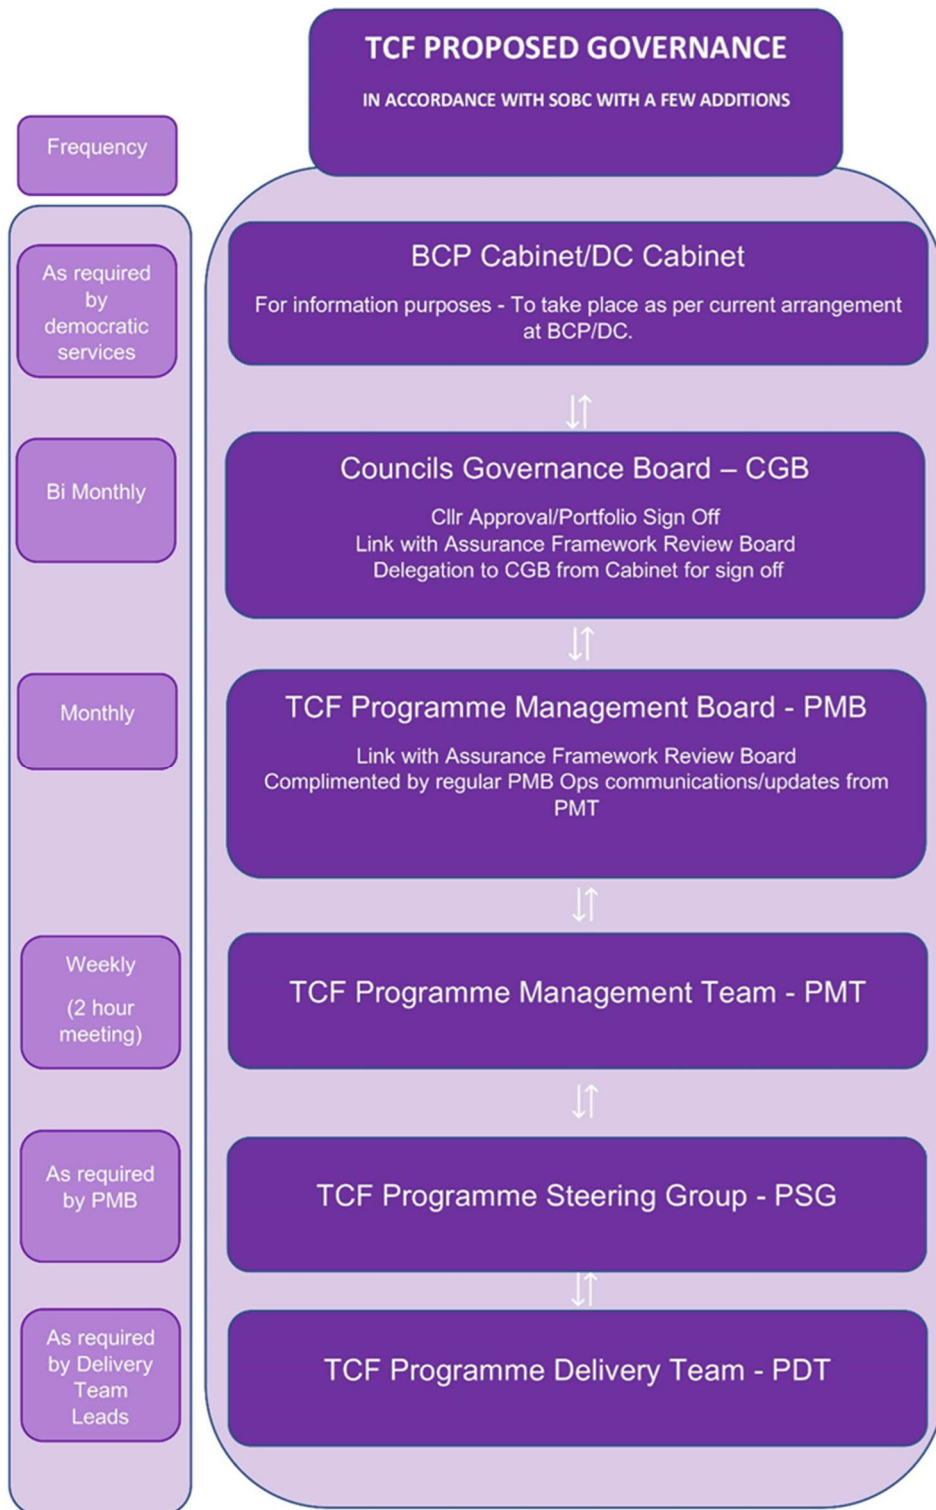 TCF PROPOSED GOVERNANCE
IN ACCORDANCE WITH SOBC WITH A FEW ADDITIONS
Frequency
As required
by
democratic
services
BCP Cabinet/DC Cabinet
For information purposes - To take place as per current arrangement
at BCP/DC.
Bi Monthly
Councils Governance Board – CGB
Cllr Approval/Portfolio Sign Off
Link with Assurance Framework Review Board
Delegation to CGB from Cabinet for sign off
Monthly
TCF Programme Management Board - PMB
Link with Assurance Framework Review Board
Complimented by regular PMB Ops communications/updates from
PMT
Weekly
(2 hour
meeting)
TCF Programme Management Team - PMT
As required
by PMB
TCF Programme Steering Group - PSG
As required
by Delivery
Team
Leads
TCF Programme Delivery Team - PDT